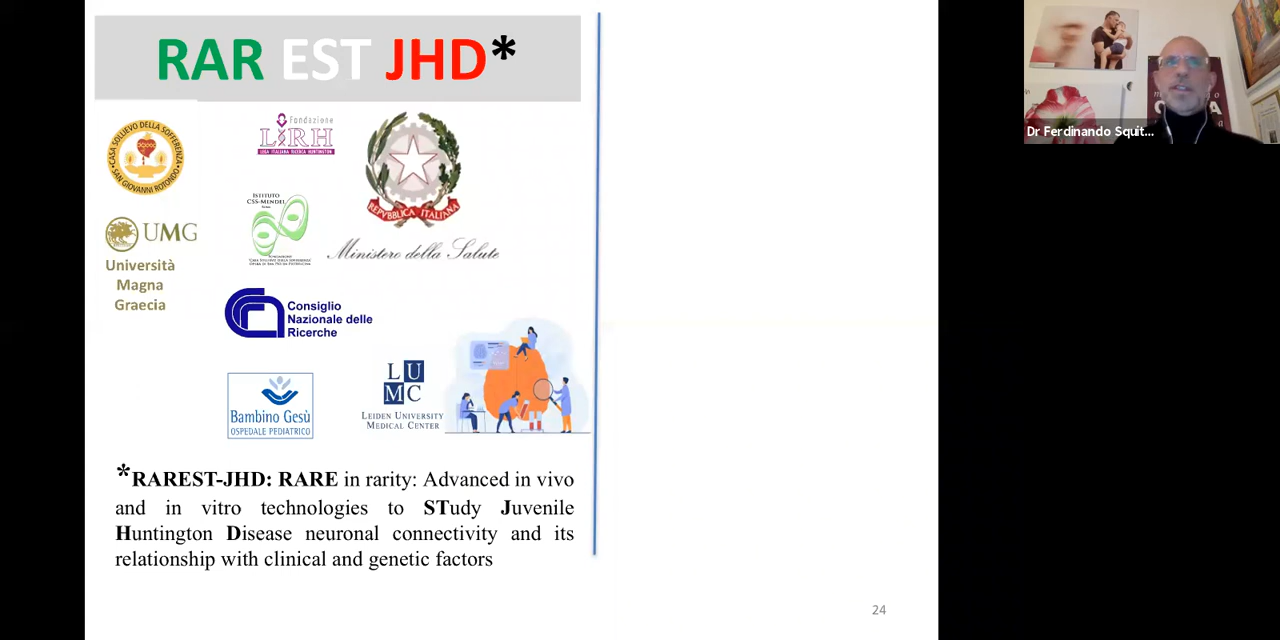 RAR EST JHD*
CASA SOLLIEVO DELLA SOFFERENZA
SAN GIOVANNI ROTONDO
Fondazione
LIRH
LEGA ITALIANA RICERCA HUNTINGTON
REPVBBLICA ITALIANA
ISTITUTO
CSS-MENDEL
UMG
Università
Magna
Graecia
Ministero della Salute
Consiglio
Nazionale delle
Ricerche
Bambino Gesù
OSPEDALE PEDIATRICO
LU
MC
LEIDEN UNIVERSITY
MEDICAL CENTER
*RAREST-JHD: RARE in rarity: Advanced in vivo
and in vitro technologies to STudy Juvenile
Huntington Disease neuronal connectivity and its
relationship with clinical and genetic factors
24
Dr Ferdinando Squit...